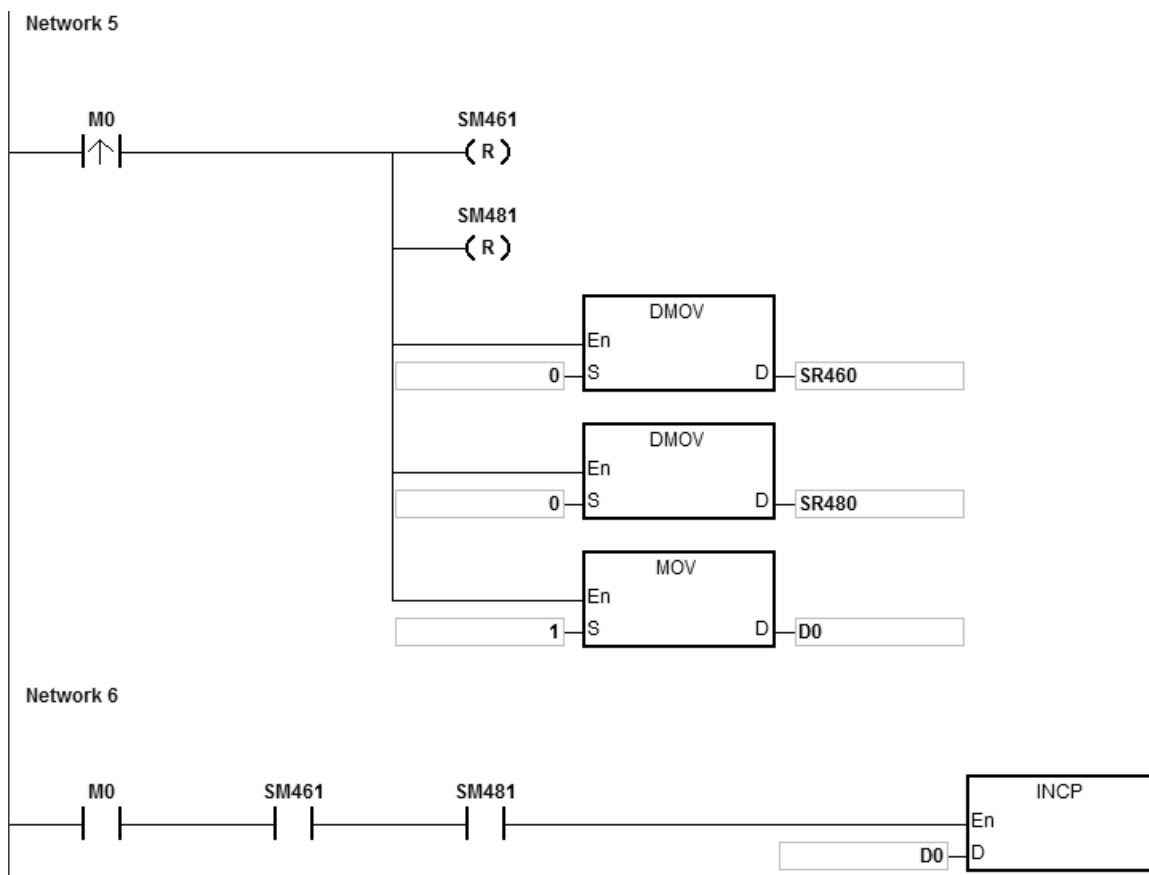 Network 5
M0
SM461
( R )
SM481
( R )
DMOV
En
0 S D SR460
DMOV
En
0 S D SR480
MOV
En
1 S D D0
Network 6
M0 SM461 SM481 INCP
En
D0 D